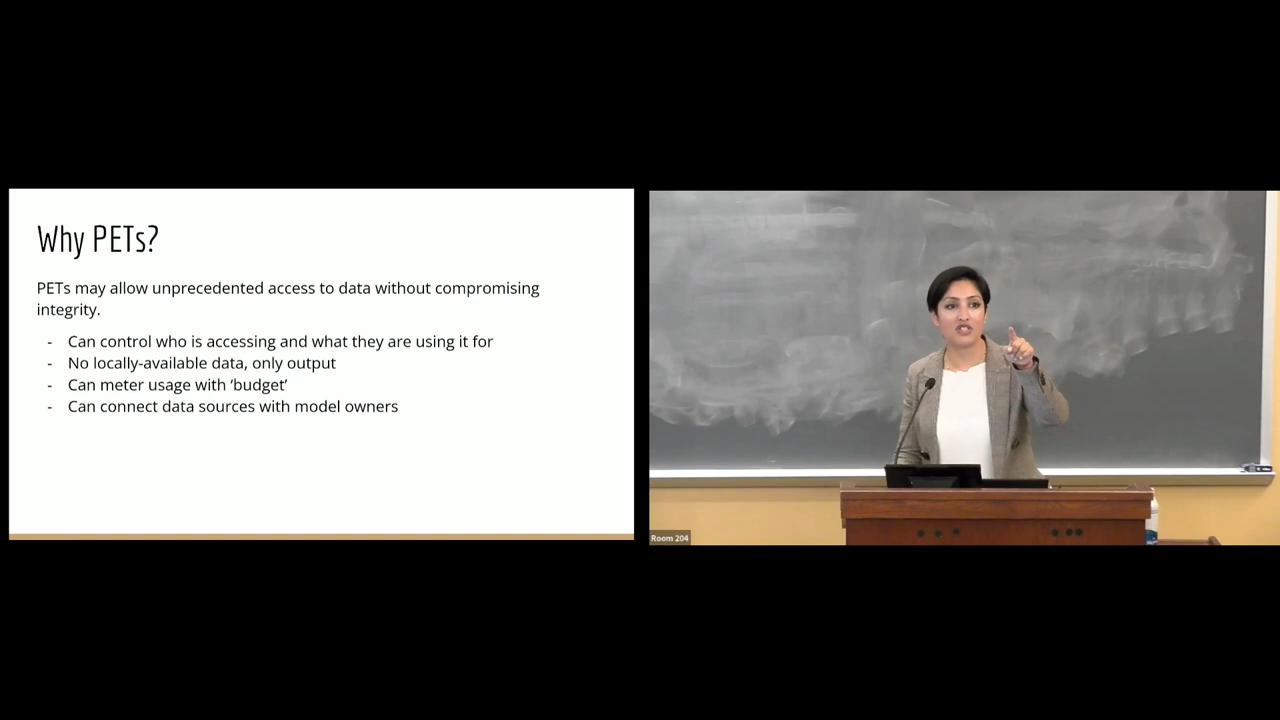 Why PETs?
PETs may allow unprecedented access to data without compromising
integrity.
- Can control who is accessing and what they are using it for
- No locally-available data, only output
- Can meter usage with ‘budget’
- Can connect data sources with model owners
Room 204